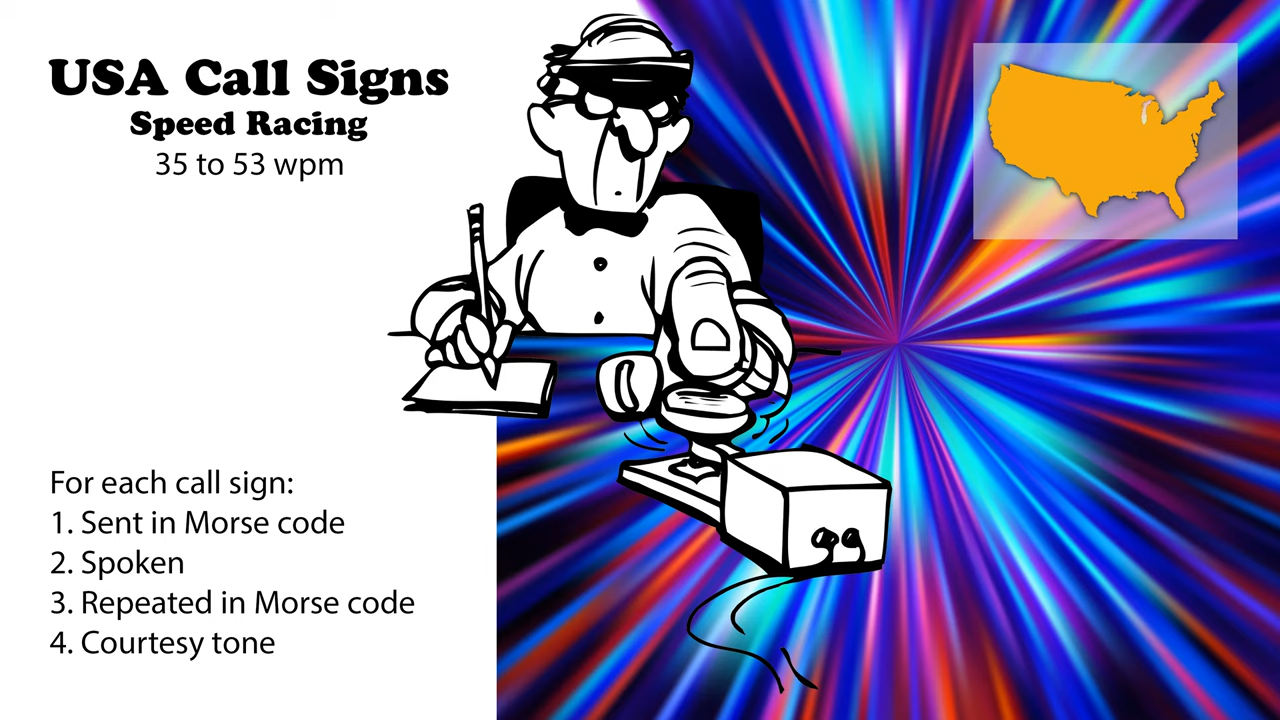 USA Call Signs
Speed Racing
35 to 53 wpm
For each call sign:
1. Sent in Morse code
2. Spoken
3. Repeated in Morse code
4. Courtesy tone